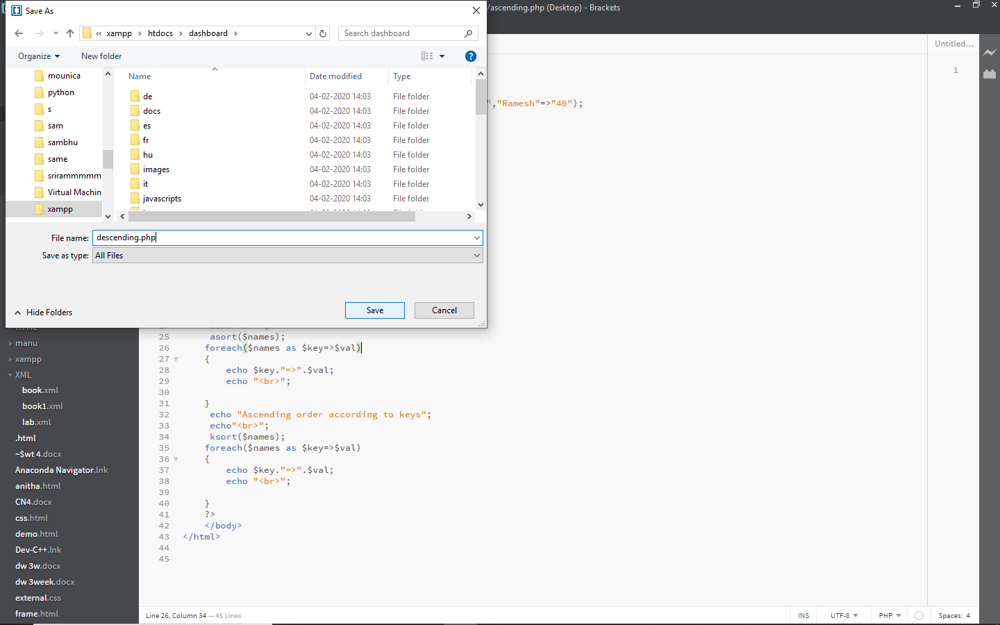 Save As
/ascending.php (Desktop) - Brackets
« xampp > htdocs > dashboard >
Search dashboard
Organize
New folder
?
mounica
python
s
sam
sambhu
same
srirammmmm
Virtual Machin
xampp
Name Date modified Type
de 04-02-2020 14:03 File folder
docs 04-02-2020 14:03 File folder
es 04-02-2020 14:03 File folder
fr 04-02-2020 14:03 File folder
hu 04-02-2020 14:03 File folder
images 04-02-2020 14:03 File folder
it 04-02-2020 14:03 File folder
javascripts 04-02-2020 14:03 File folder
File name: descending.php
Save as type: All Files
Hide Folders
Save
Cancel
Untitled...
1
","Ramesh"=>"40");
manu
xampp
XML
book.xml
book1.xml
lab.xml
.html
~$wt 4.docx
Anaconda Navigator.lnk
anitha.html
CN4.docx
css.html
demo.html
Dev-C++.lnk
dw 3w.docx
dw 3week.docx
external.css
frame.html
25 asort($names);
26 foreach($names as $key=>$val)
27 {
28 echo $key."=>".$val;
29 echo "<br>";
30
31 }
32 echo "Ascending order according to keys";
33 echo"<br>";
34 ksort($names);
35 foreach($names as $key=>$val)
36 {
37 echo $key."=>".$val;
38 echo "<br>";
39
40 }
41 ?>
42 </body>
43 </html>
44
45
Line 26, Column 34 — 45 Lines
INS
UTF-8
PHP
Spaces: 4